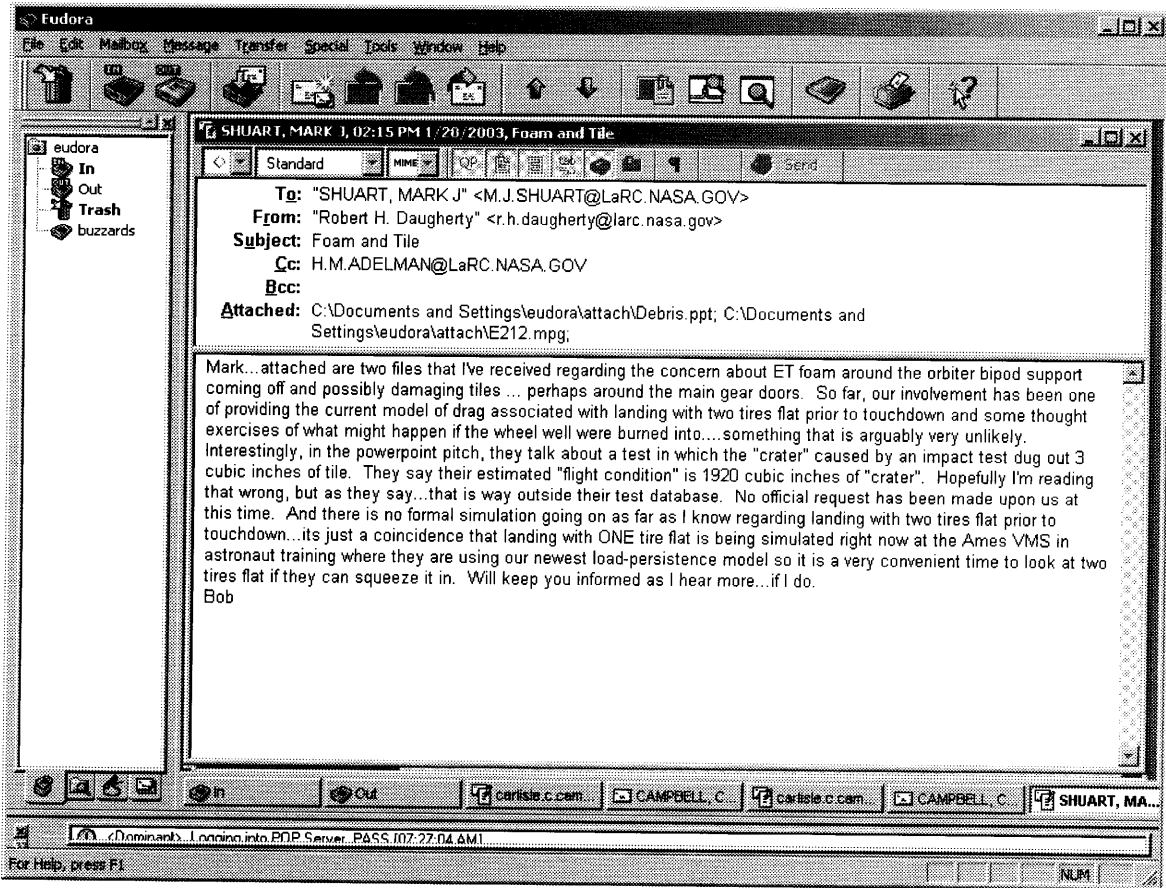 Eudora
File Edit Mailbox Message Transfer Special Tools Window Help
eudora
In
Out
Trash
buzzards
SHUART, MARK J, 02:15 PM 1/28/2003, Foam and Tile
Standard MIME QP Send
To: "SHUART, MARK J" <M.J.SHUART@LaRC.NASA.GOV>
From: "Robert H. Daugherty" <r.h.daugherty@larc.nasa.gov>
Subject: Foam and Tile
Cc: H.M.ADELMAN@LaRC.NASA.GOV
Bcc:
Attached: C:\Documents and Settings\eudora\attach\Debris.ppt; C:\Documents and
Settings\eudora\attach\E212.mpg;
Mark...attached are two files that I've received regarding the concern about ET foam around the orbiter bipod support
coming off and possibly damaging tiles ... perhaps around the main gear doors. So far, our involvement has been one
of providing the current model of drag associated with landing with two tires flat prior to touchdown and some thought
exercises of what might happen if the wheel well were burned into....something that is arguably very unlikely.
Interestingly, in the powerpoint pitch, they talk about a test in which the "crater" caused by an impact test dug out 3
cubic inches of tile. They say their estimated "flight condition" is 1920 cubic inches of "crater". Hopefully I'm reading
that wrong, but as they say...that is way outside their test database. No official request has been made upon us at
this time. And there is no formal simulation going on as far as I know regarding landing with two tires flat prior to
touchdown...its just a coincidence that landing with ONE tire flat is being simulated right now at the Ames VMS in
astronaut training where they are using our newest load-persistence model so it is a very convenient time to look at two
tires flat if they can squeeze it in. Will keep you informed as I hear more...if I do.
Bob
In Out carlisle.c.cam... CAMPBELL, C... carlisle.c.cam... CAMPBELL, C... SHUART, MA...
<Dominant> Logging into POP Server, PASS [07:27:04 AM]
For Help, press F1 NUM